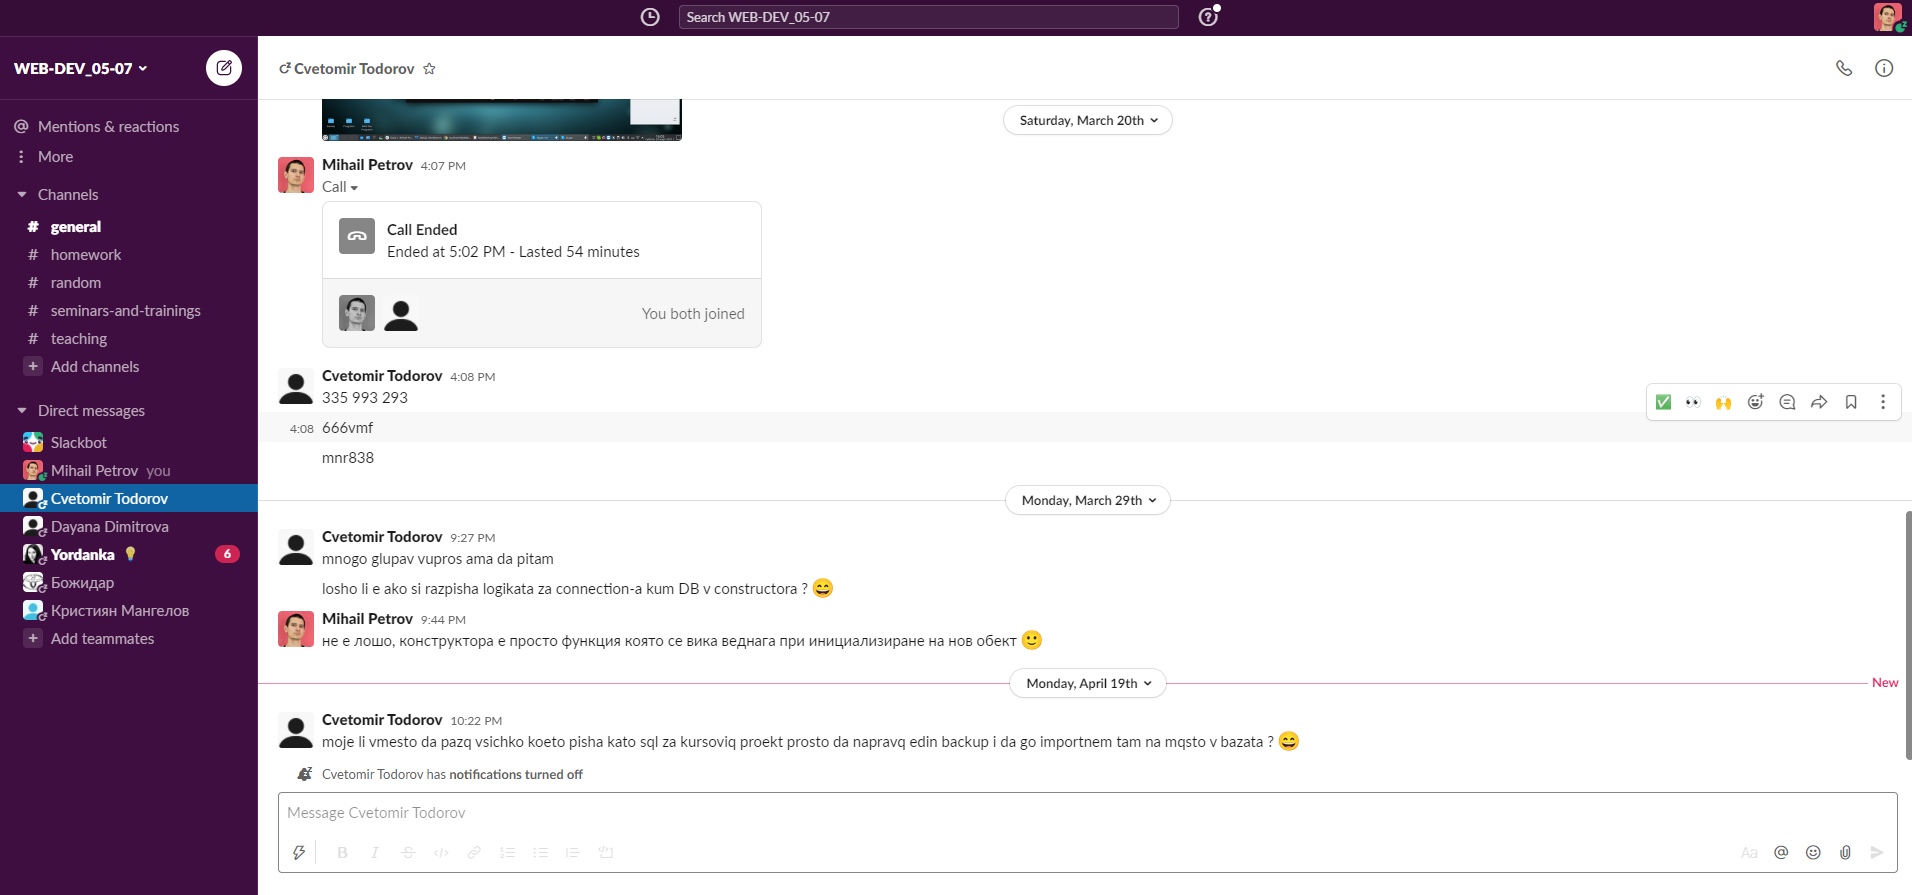 Search WEB-DEV_05-07
WEB-DEV_05-07
Mentions & reactions
More
Channels
# general
# homework
# random
# seminars-and-trainings
# teaching
+ Add channels
Direct messages
Slackbot
Mihail Petrov you
Cvetomir Todorov
Dayana Dimitrova
Yordanka 6
Божидар
Кристиян Мангелов
+ Add teammates
Cvetomir Todorov
Saturday, March 20th
Mihail Petrov 4:07 PM
Call
Call Ended
Ended at 5:02 PM - Lasted 54 minutes
You both joined
Cvetomir Todorov 4:08 PM
335 993 293
4:08 666vmf
mnr838
Monday, March 29th
Cvetomir Todorov 9:27 PM
mnogo glupav vupros ama da pitam
losho li e ako si razpisha logikata za connection-a kum DB v constructora ? 😄
Mihail Petrov 9:44 PM
не е лошо, конструктора е просто функция която се вика веднага при инициализиране на нов обект 🙂
Monday, April 19th New
Cvetomir Todorov 10:22 PM
moje li vmesto da pazq vsichko koeto pisha kato sql za kursoviq proekt prosto da napravq edin backup i da go importnem tam na mqsto v bazata ? 😄
Cvetomir Todorov has notifications turned off
Message Cvetomir Todorov
B I S
Aa @